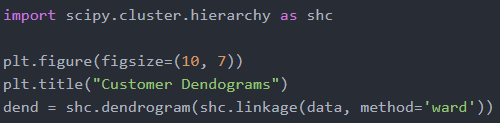 import scipy.cluster.hierarchy as shc
plt.figure(figsize=(10, 7))
plt.title("Customer Dendograms")
dend = shc.dendrogram(shc.linkage(data, method='ward'))